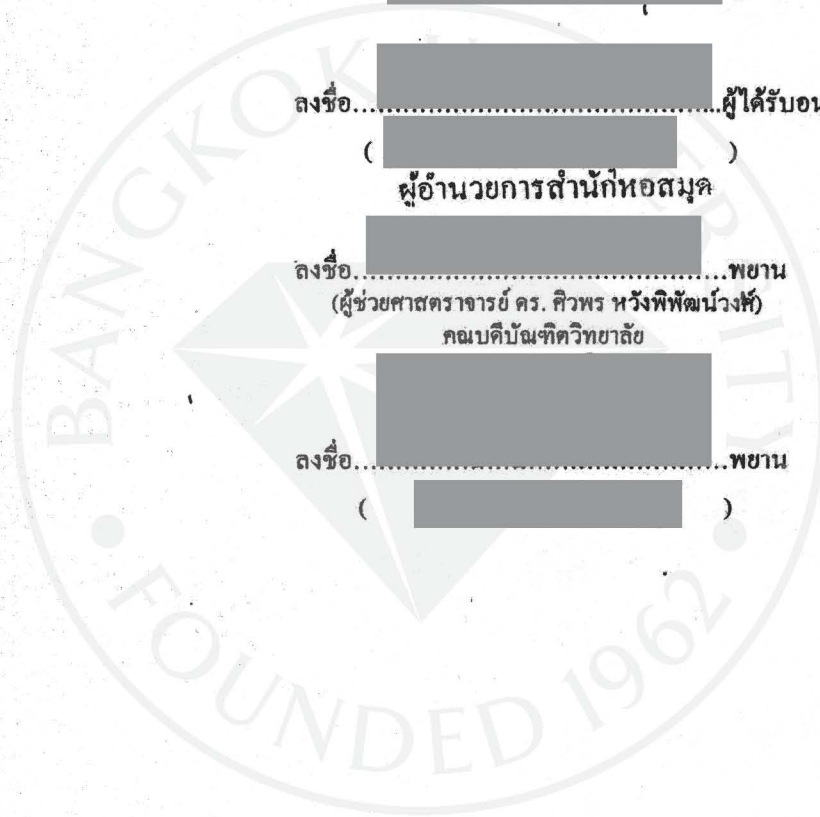 ลงชื่อ.......................................................ผู้ได้รับอน
( )
ผู้อำนวยการสำนักหอสมุด
ลงชื่อ.......................................................พยาน
(ผู้ช่วยศาสตราจารย์ ดร. ศิวพร หวังพิพัฒน์วงศ์)
คณบดีบัณฑิตวิทยาลัย
ลงชื่อ.......................................................พยาน
( )
BANGKOK UNIVERSITY
FOUNDED 1962